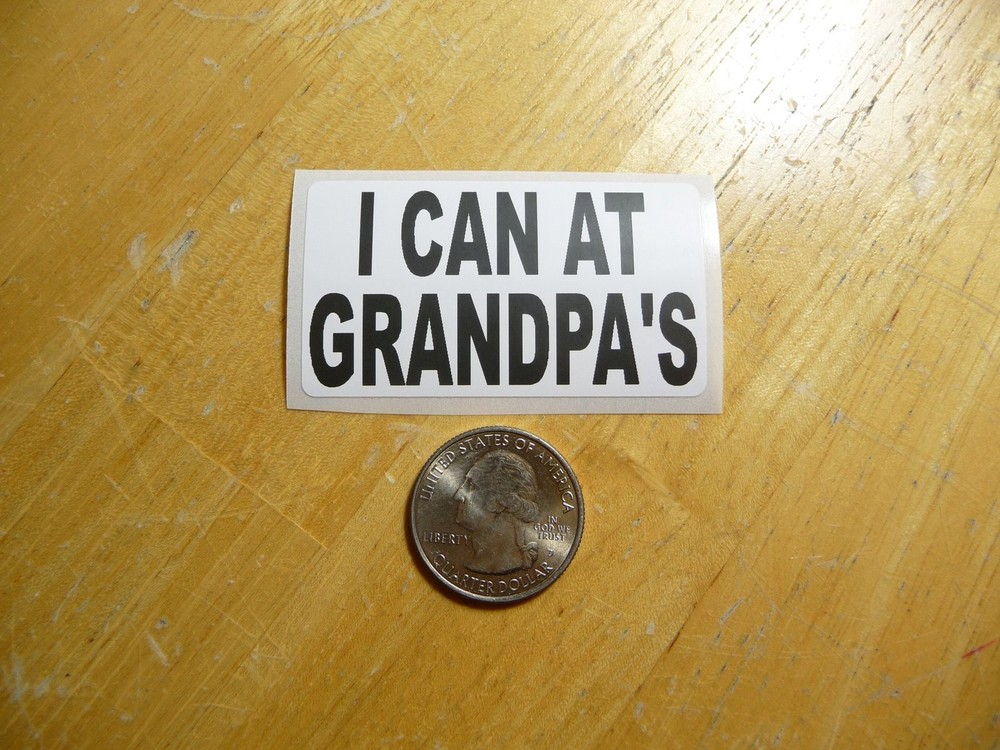 I CAN AT
GRANDPA'S
UNITED STATES OF AMERICA
LIBERTY
IN
GOD WE
TRUST
QUARTER DOLLAR